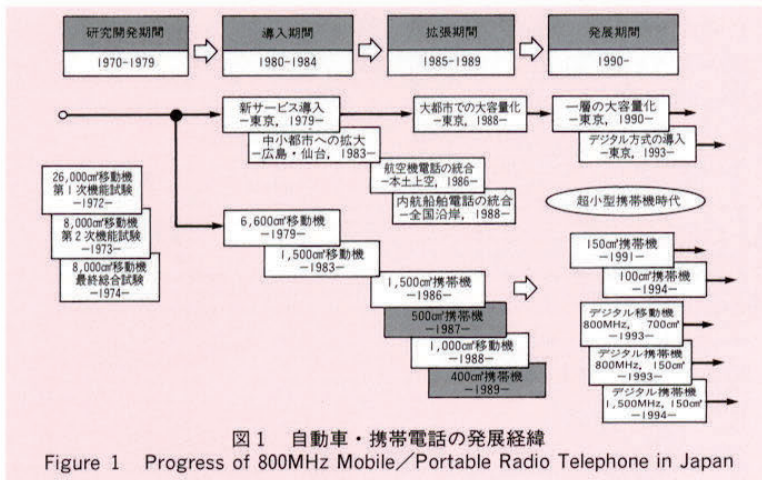 研究開発期間
1970-1979
導入期間
1980-1984
拡張期間
1985-1989
発展期間
1990-
新サービス導入
−東京, 1979−
中小都市への拡大
−広島・仙台, 1983−
大都市での大容量化
−東京, 1988−
航空機電話の統合
−本土上空, 1986−
内航船舶電話の統合
−全国沿岸, 1988−
一層の大容量化
−東京, 1990−
デジタル方式の導入
−東京, 1993−
26,000㎤移動機
第1次機能試験
−1972−
8,000㎤移動機
第2次機能試験
−1973−
8,000㎤移動機
最終総合試験
−1974−
6,600㎤移動機
−1979−
1,500㎤移動機
−1983−
1,500㎤携帯機
−1986−
500㎤携帯機
−1987−
1,000㎤移動機
−1988−
400㎤携帯機
−1989−
超小型携帯機時代
150㎤携帯機
−1991−
100㎤携帯機
−1994−
デジタル移動機
800MHz, 700㎤
−1993−
デジタル携帯機
800MHz, 150㎤
−1993−
デジタル携帯機
1,500MHz, 150㎤
−1994−
図1 自動車・携帯電話の発展経緯
Figure 1 Progress of 800MHz Mobile／Portable Radio Telephone in Japan